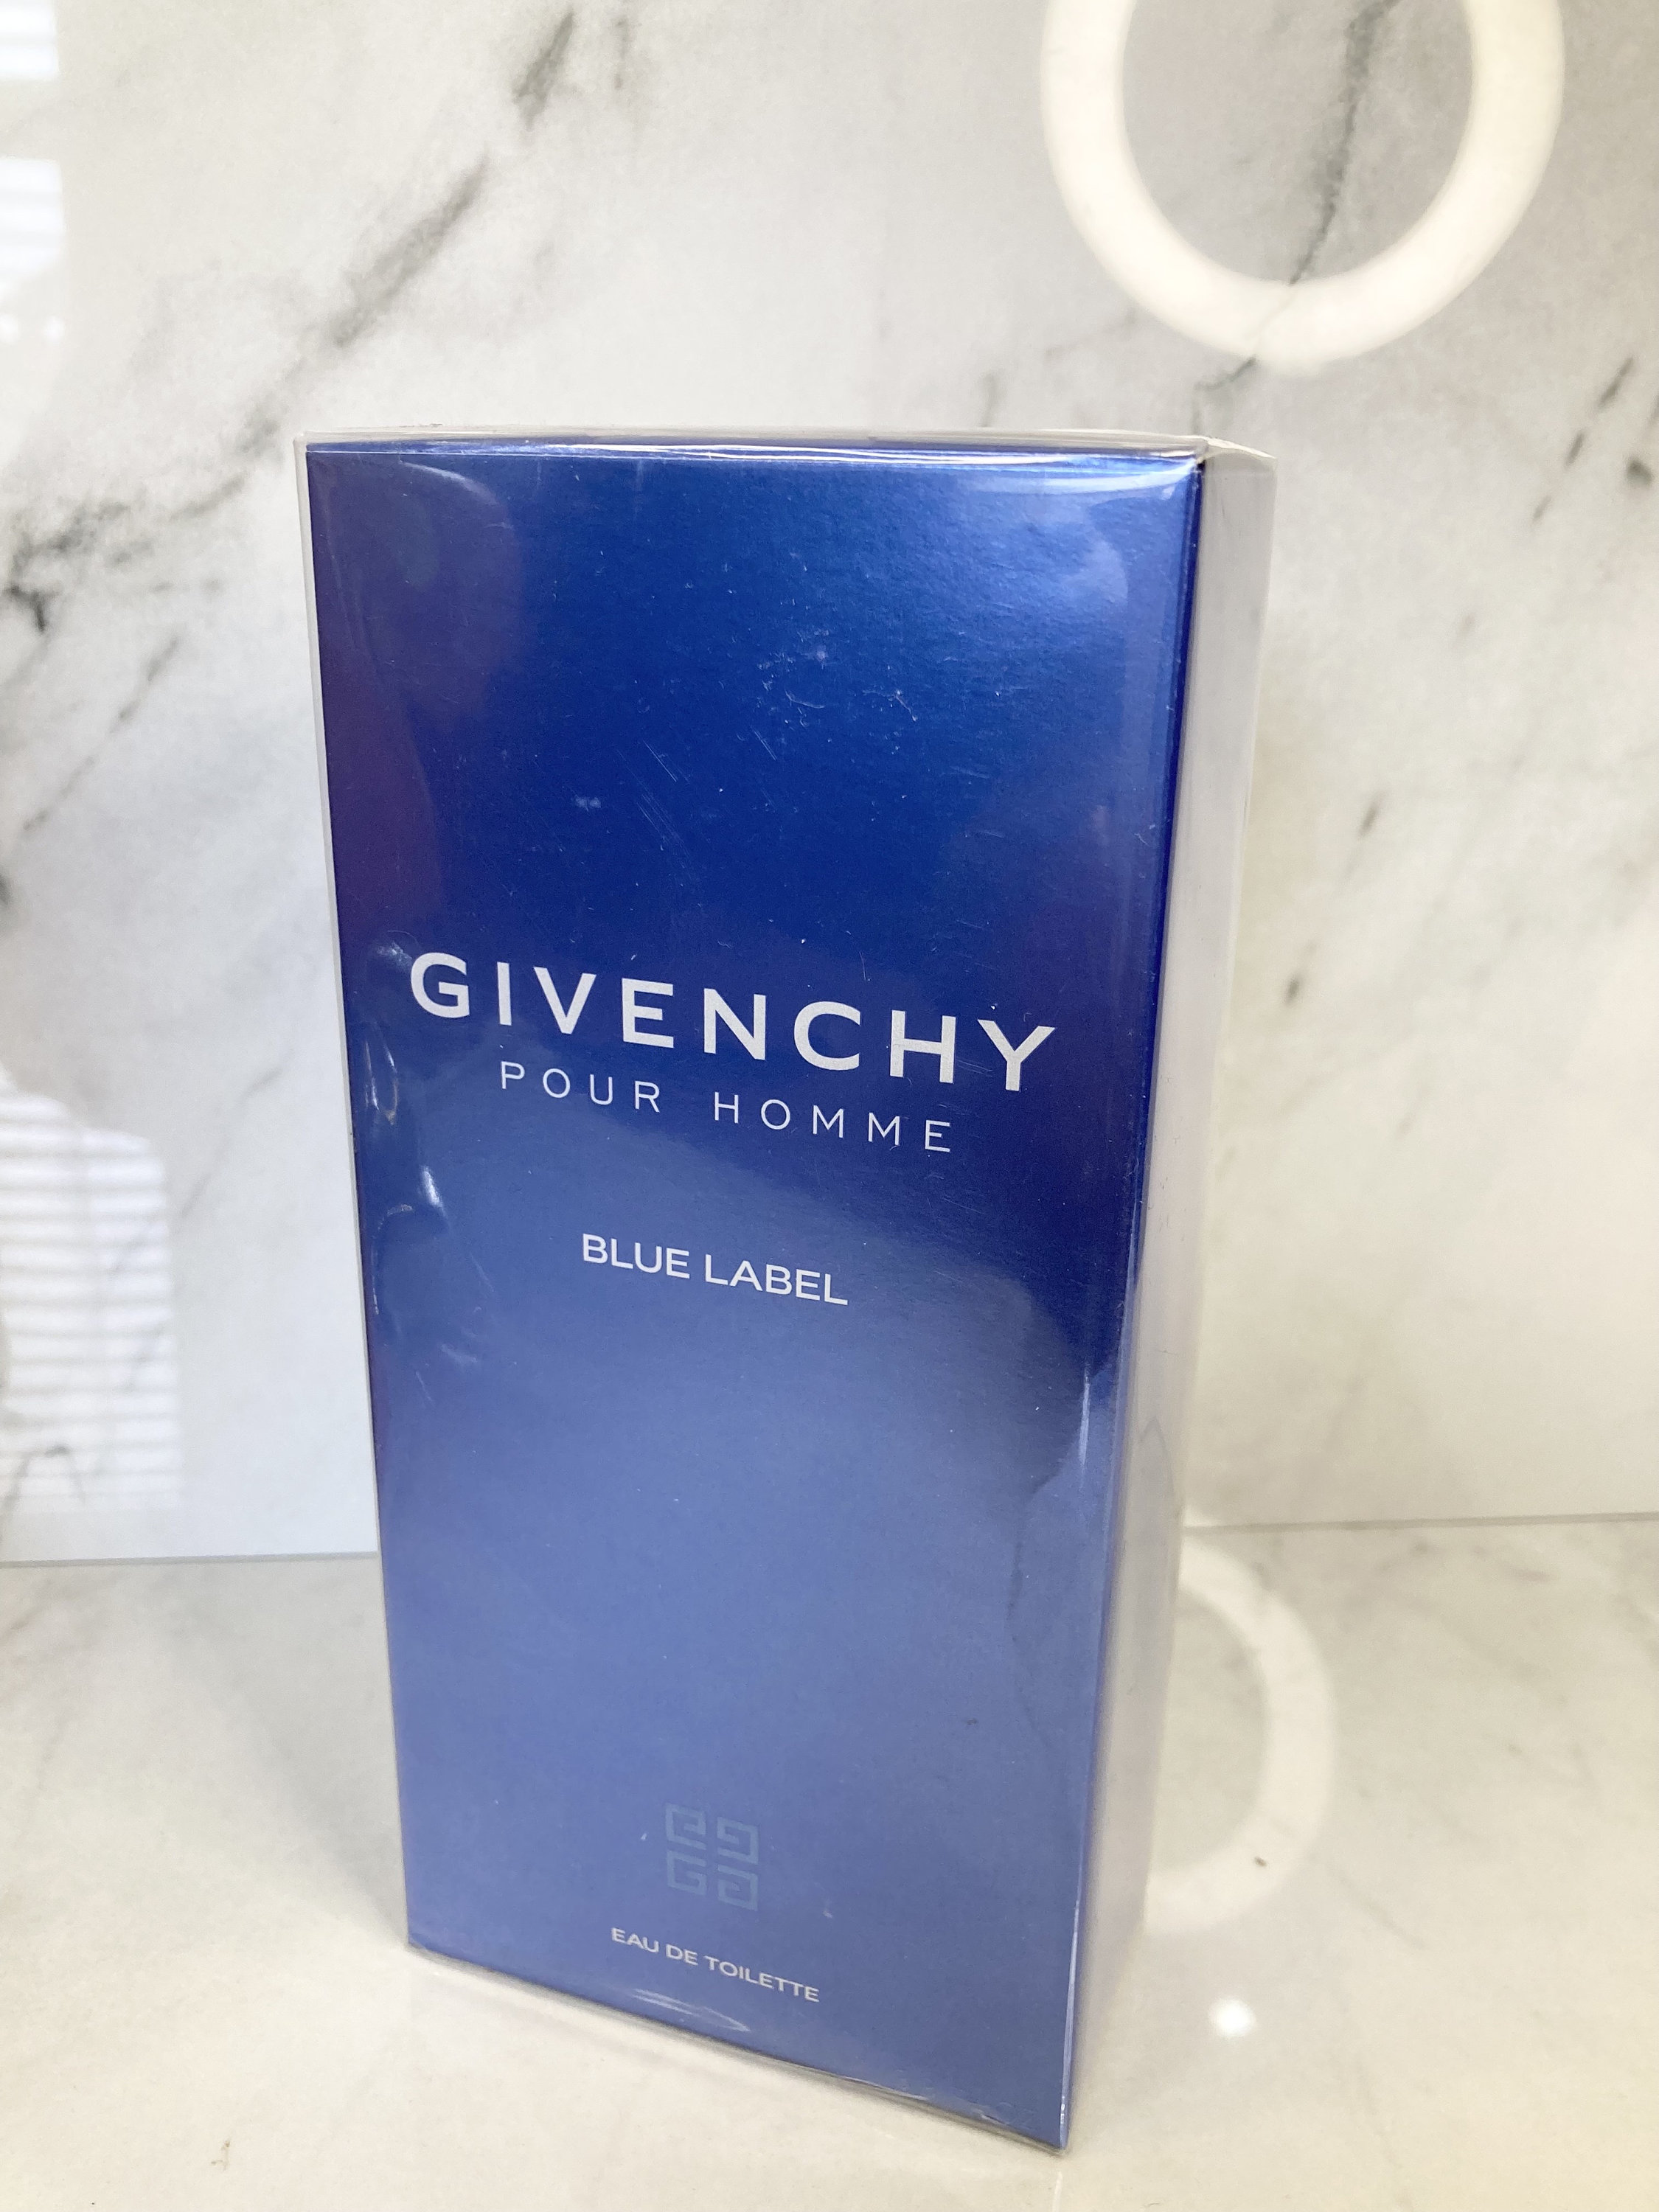 GIVENCHY
POUR HOMME
BLUE LABEL
EAU DE TOILETTE